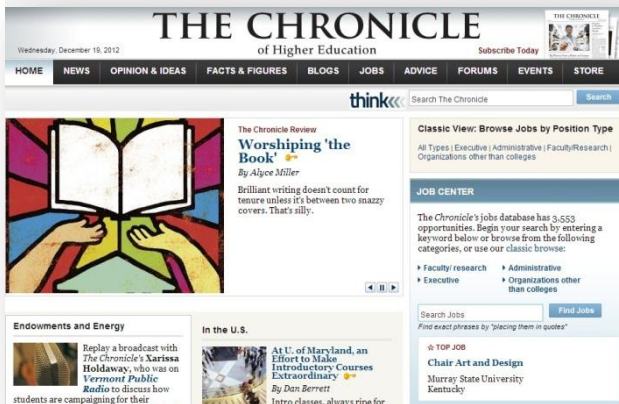 THE CHRONICLE
of Higher Education
Wednesday, December 19, 2012
Subscribe Today
THE CHRONICLE
HOME NEWS OPINION & IDEAS FACTS & FIGURES BLOGS JOBS ADVICE FORUMS EVENTS STORE
think Search The Chronicle Search
The Chronicle Review
Worshiping 'the
Book'
By Alyce Miller
Brilliant writing doesn't count for
tenure unless it's between two snazzy
covers. That's silly.
Classic View: Browse Jobs by Position Type
All Types | Executive | Administrative | Faculty/Research |
Organizations other than colleges
JOB CENTER
The Chronicle's jobs database has 3,553
opportunities. Begin your search by entering a
keyword below or browse from the following
categories, or use our classic browse:
Faculty/ research Administrative
Executive Organizations other
than colleges
Search Jobs Find Jobs
Find exact phrases by "placing them in quotes"
TOP JOB
Chair Art and Design
Murray State University
Kentucky
Endowments and Energy
Replay a broadcast with
The Chronicle's Xarissa
Holdaway, who was on
Vermont Public
Radio to discuss how
students are campaigning for their
In the U.S.
At U. of Maryland, an
Effort to Make
Introductory Courses
Extraordinary
By Dan Berrett
Intro classes, always ripe for